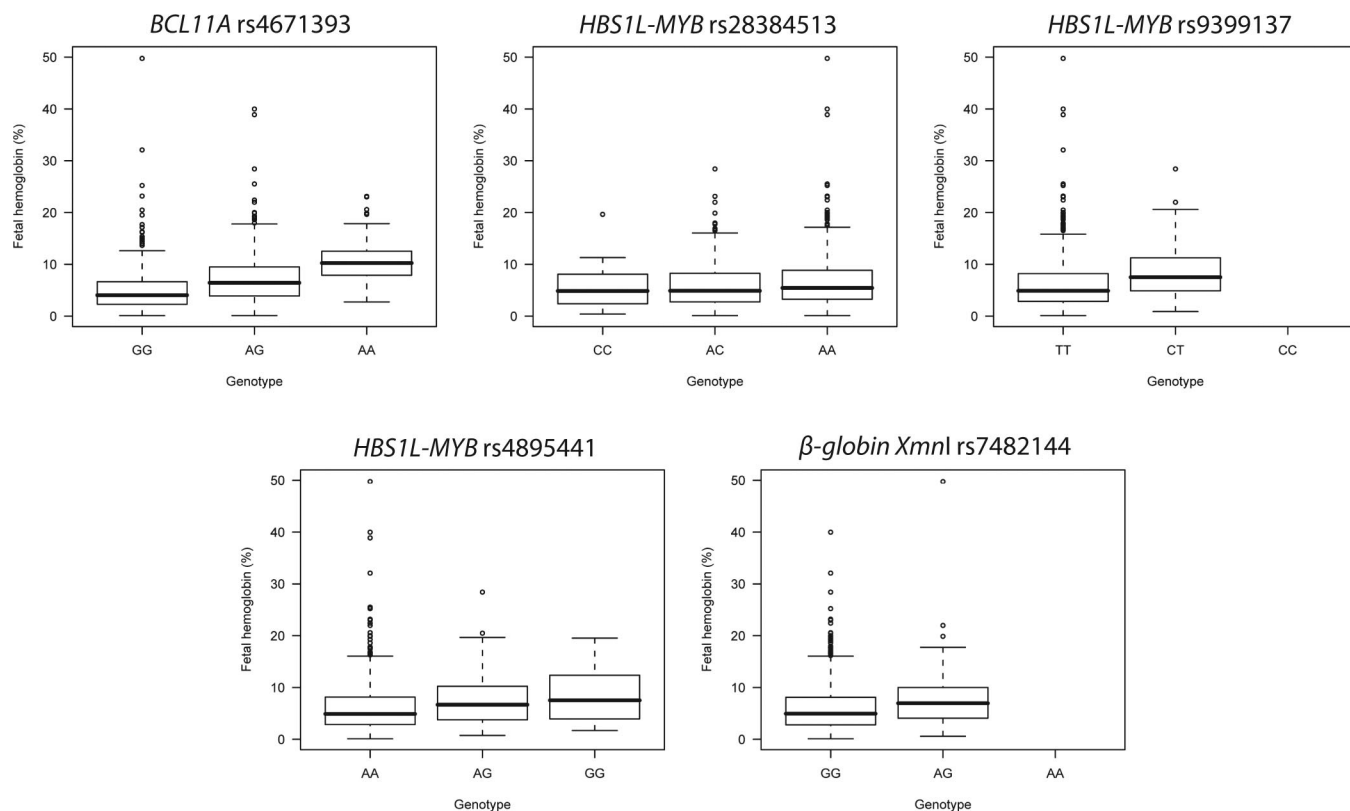 BCL11A rs4671393
HBS1L-MYB rs28384513
HBS1L-MYB rs9399137
Fetal hemoglobin (%)
50
40
30
20
10
0
GG
AG
AA
Genotype
Fetal hemoglobin (%)
50
40
30
20
10
0
CC
AC
AA
Genotype
Fetal hemoglobin (%)
50
40
30
20
10
0
TT
CT
CC
Genotype
HBS1L-MYB rs4895441
β-globin XmnI rs7482144
Fetal hemoglobin (%)
50
40
30
20
10
0
AA
AG
GG
Genotype
Fetal hemoglobin (%)
50
40
30
20
10
0
GG
AG
AA
Genotype